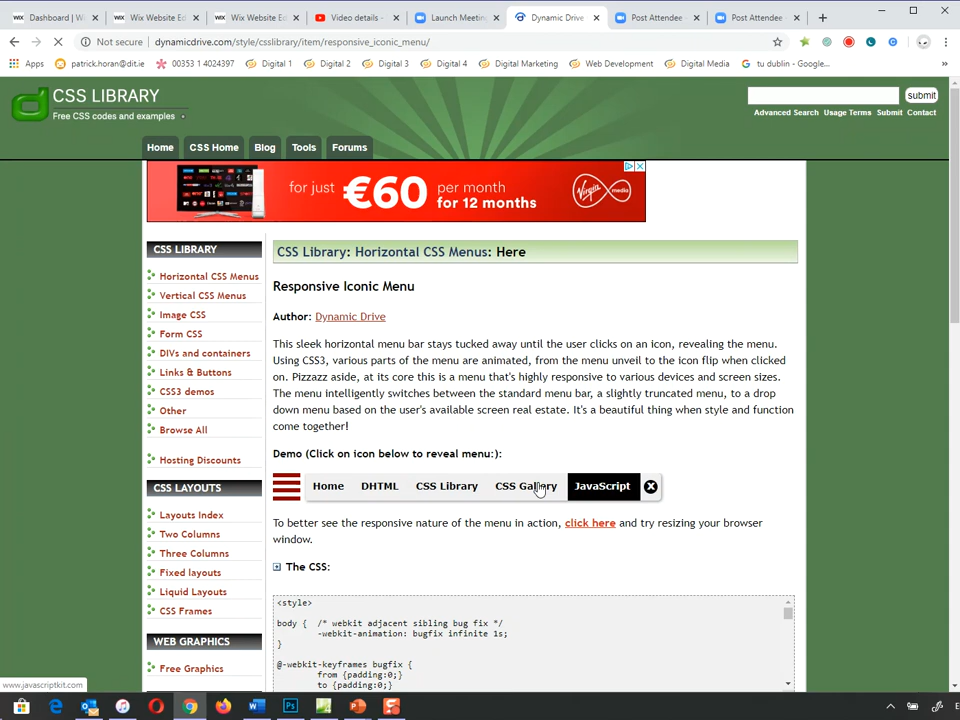 Dashboard | W
Wix Website Ed
Wix Website Ed
Video details -
Launch Meetin
Dynamic Drive
Post Attendee
Post Attendee
Not secure | dynamicdrive.com/style/csslibrary/item/responsive_iconic_menu/
Apps
patrick.horan@dit.ie
00353 1 4024397
Digital 1
Digital 2
Digital 3
Digital 4
Digital Marketing
Web Development
Digital Media
tu dublin - Google...
CSS LIBRARY
Free CSS codes and examples
submit
Advanced Search Usage Terms Submit Contact
Home CSS Home Blog Tools Forums
for just €60 per month for 12 months
Virgin media
CSS LIBRARY
Horizontal CSS Menus
Vertical CSS Menus
Image CSS
Form CSS
DIVs and containers
Links & Buttons
CSS3 demos
Other
Browse All
Hosting Discounts
CSS LAYOUTS
Layouts Index
Two Columns
Three Columns
Fixed layouts
Liquid Layouts
CSS Frames
WEB GRAPHICS
Free Graphics
CSS Library: Horizontal CSS Menus: Here
Responsive Iconic Menu
Author: Dynamic Drive
This sleek horizontal menu bar stays tucked away until the user clicks on an icon, revealing the menu.
Using CSS3, various parts of the menu are animated, from the menu unveil to the icon flip when clicked
on. Pizzazz aside, at its core this is a menu that's highly responsive to various devices and screen sizes.
The menu intelligently switches between the standard menu bar, a slightly truncated menu, to a drop
down menu based on the user's available screen real estate. It's a beautiful thing when style and function
come together!
Demo (Click on icon below to reveal menu:):
Home DHTML CSS Library CSS Gallery JavaScript
To better see the responsive nature of the menu in action, click here and try resizing your browser
window.
The CSS:
<style>
body { /* webkit adjacent sibling bug fix */
-webkit-animation: bugfix infinite 1s;
}
@-webkit-keyframes bugfix {
from {padding:0;}
to {padding:0;}
www.javascriptkit.com